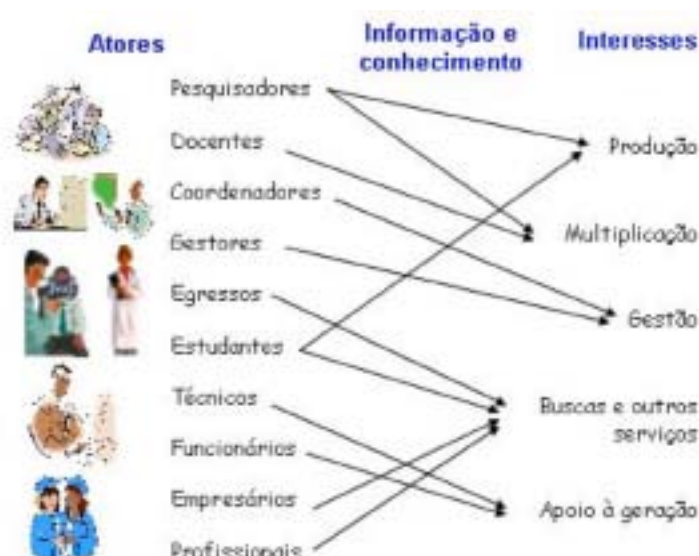 Atores
Informação e
conhecimento
Interesses
Pesquisadores
Docentes
Coordenadores
Gestores
Egressos
Estudantes
Técnicos
Funcionários
Empresários
Profissionais
Produção
Multiplicação
Gestão
Buscas e outros
serviços
Apoio à geração